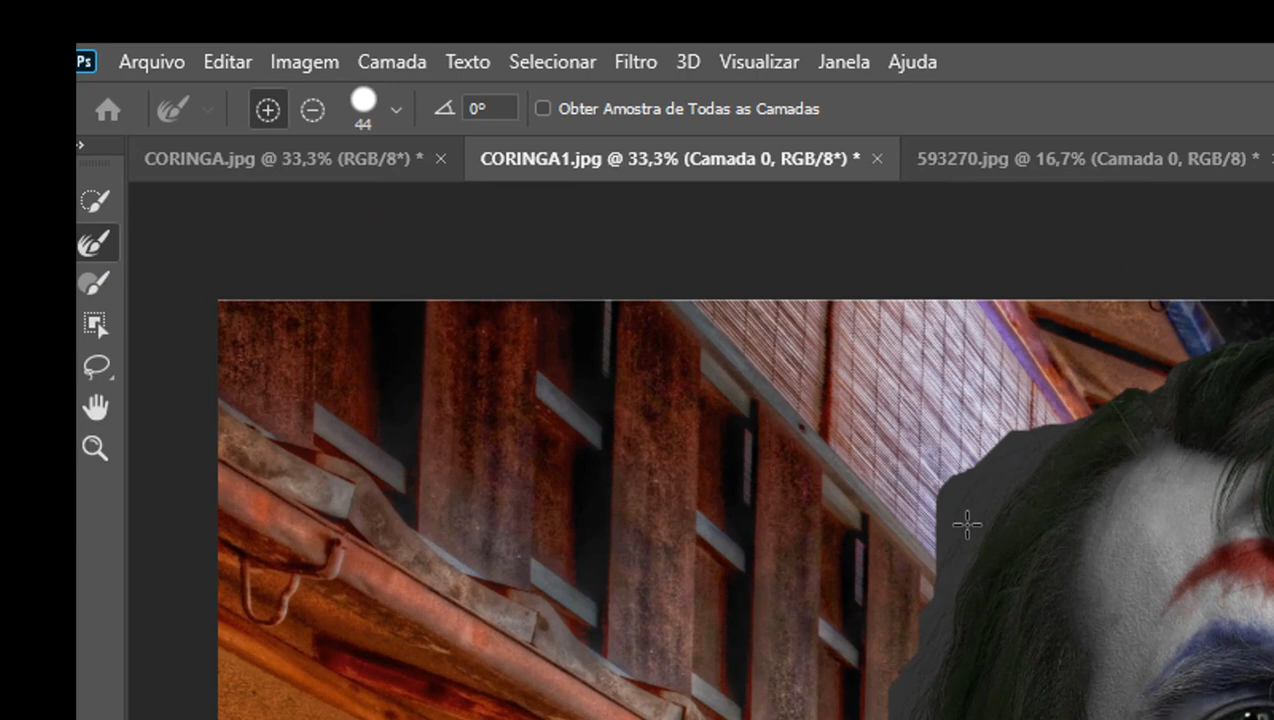 Ps Arquivo Editar Imagem Camada Texto Selecionar Filtro 3D Visualizar Janela Ajuda
44 0° Obter Amostra de Todas as Camadas
CORINGA.jpg @ 33,3% (RGB/8*) * × CORINGA1.jpg @ 33,3% (Camada 0, RGB/8*) * × 593270.jpg @ 16,7% (Camada 0, RGB/8) *